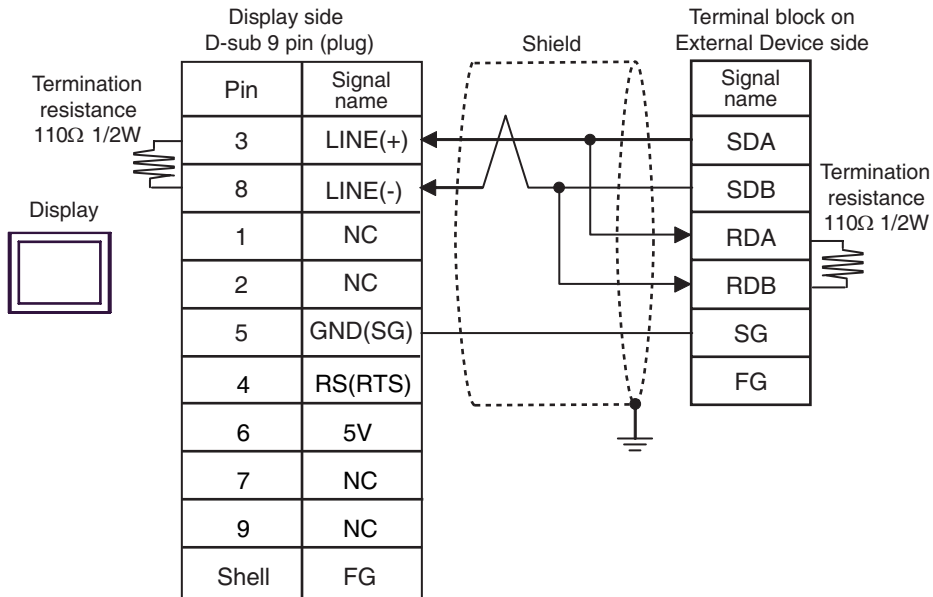 Display side
D-sub 9 pin (plug)
Shield
Terminal block on
External Device side
Termination
resistance
110Ω 1/2W
Display
Pin Signal name
3 LINE(+)
8 LINE(-)
1 NC
2 NC
5 GND(SG)
4 RS(RTS)
6 5V
7 NC
9 NC
Shell FG
Signal
name
SDA
SDB
RDA
RDB
SG
FG
Termination
resistance
110Ω 1/2W